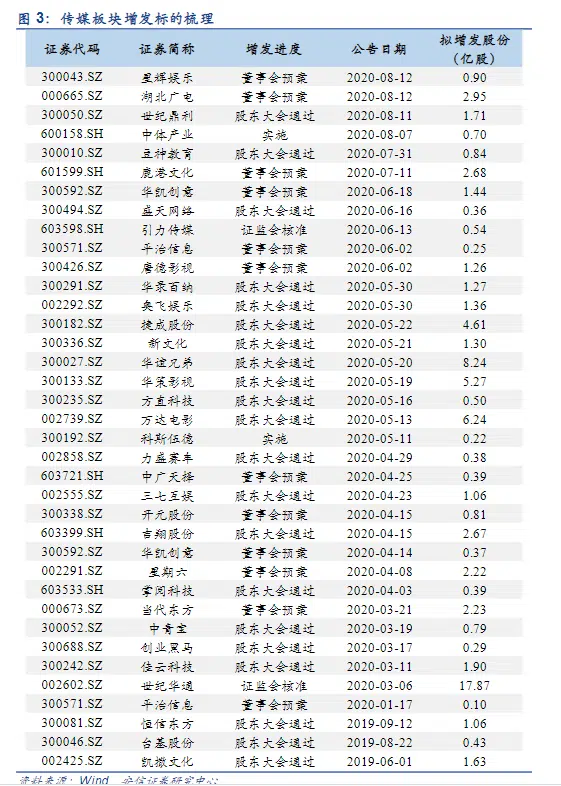 图 3：传媒板块增发标的梳理
证券代码 证券简称 增发进度 公告日期 拟增发股份（亿股）
300043.SZ 星辉娱乐 董事会预案 2020-08-12 0.90
000665.SZ 湖北广电 董事会预案 2020-08-12 2.95
300050.SZ 世纪鼎利 股东大会通过 2020-08-11 1.71
600158.SH 中体产业 实施 2020-08-07 0.70
300010.SZ 豆神教育 股东大会通过 2020-07-31 0.84
601599.SH 鹿港文化 董事会预案 2020-07-11 2.68
300592.SZ 华凯创意 董事会预案 2020-06-18 1.44
300494.SZ 盛天网络 股东大会通过 2020-06-16 0.36
603598.SH 引力传媒 证监会核准 2020-06-13 0.54
300571.SZ 平治信息 董事会预案 2020-06-02 0.25
300426.SZ 唐德影视 董事会预案 2020-06-02 1.26
300291.SZ 华录百纳 股东大会通过 2020-05-30 1.27
002292.SZ 奥飞娱乐 股东大会通过 2020-05-30 1.36
300182.SZ 捷成股份 股东大会通过 2020-05-22 4.61
300336.SZ 新文化 股东大会通过 2020-05-21 1.30
300027.SZ 华谊兄弟 股东大会通过 2020-05-20 8.24
300133.SZ 华策影视 股东大会通过 2020-05-19 5.27
300235.SZ 方直科技 股东大会通过 2020-05-16 0.50
002739.SZ 万达电影 股东大会通过 2020-05-13 6.24
300192.SZ 科斯伍德 实施 2020-05-11 0.22
002858.SZ 力盛赛车 股东大会通过 2020-04-29 0.38
603721.SH 中广天择 董事会预案 2020-04-25 0.39
002555.SZ 三七互娱 股东大会通过 2020-04-23 1.06
300338.SZ 开元股份 董事会预案 2020-04-15 0.81
603399.SH 吉翔股份 股东大会通过 2020-04-15 2.67
300592.SZ 华凯创意 董事会预案 2020-04-14 0.37
002291.SZ 星期六 董事会预案 2020-04-08 2.22
603533.SH 掌阅科技 股东大会通过 2020-04-03 0.39
000673.SZ 当代东方 董事会预案 2020-03-21 2.23
300052.SZ 中青宝 股东大会通过 2020-03-19 0.79
300688.SZ 创业黑马 股东大会通过 2020-03-17 0.29
300242.SZ 佳云科技 股东大会通过 2020-03-11 1.90
002602.SZ 世纪华通 证监会核准 2020-03-06 17.87
300571.SZ 平治信息 董事会预案 2020-01-17 0.10
300081.SZ 恒信东方 股东大会通过 2019-09-12 1.06
300046.SZ 台基股份 股东大会通过 2019-08-22 0.43
002425.SZ 凯撒文化 股东大会通过 2019-06-01 1.63
资料来源：Wind，安信证券研究中心